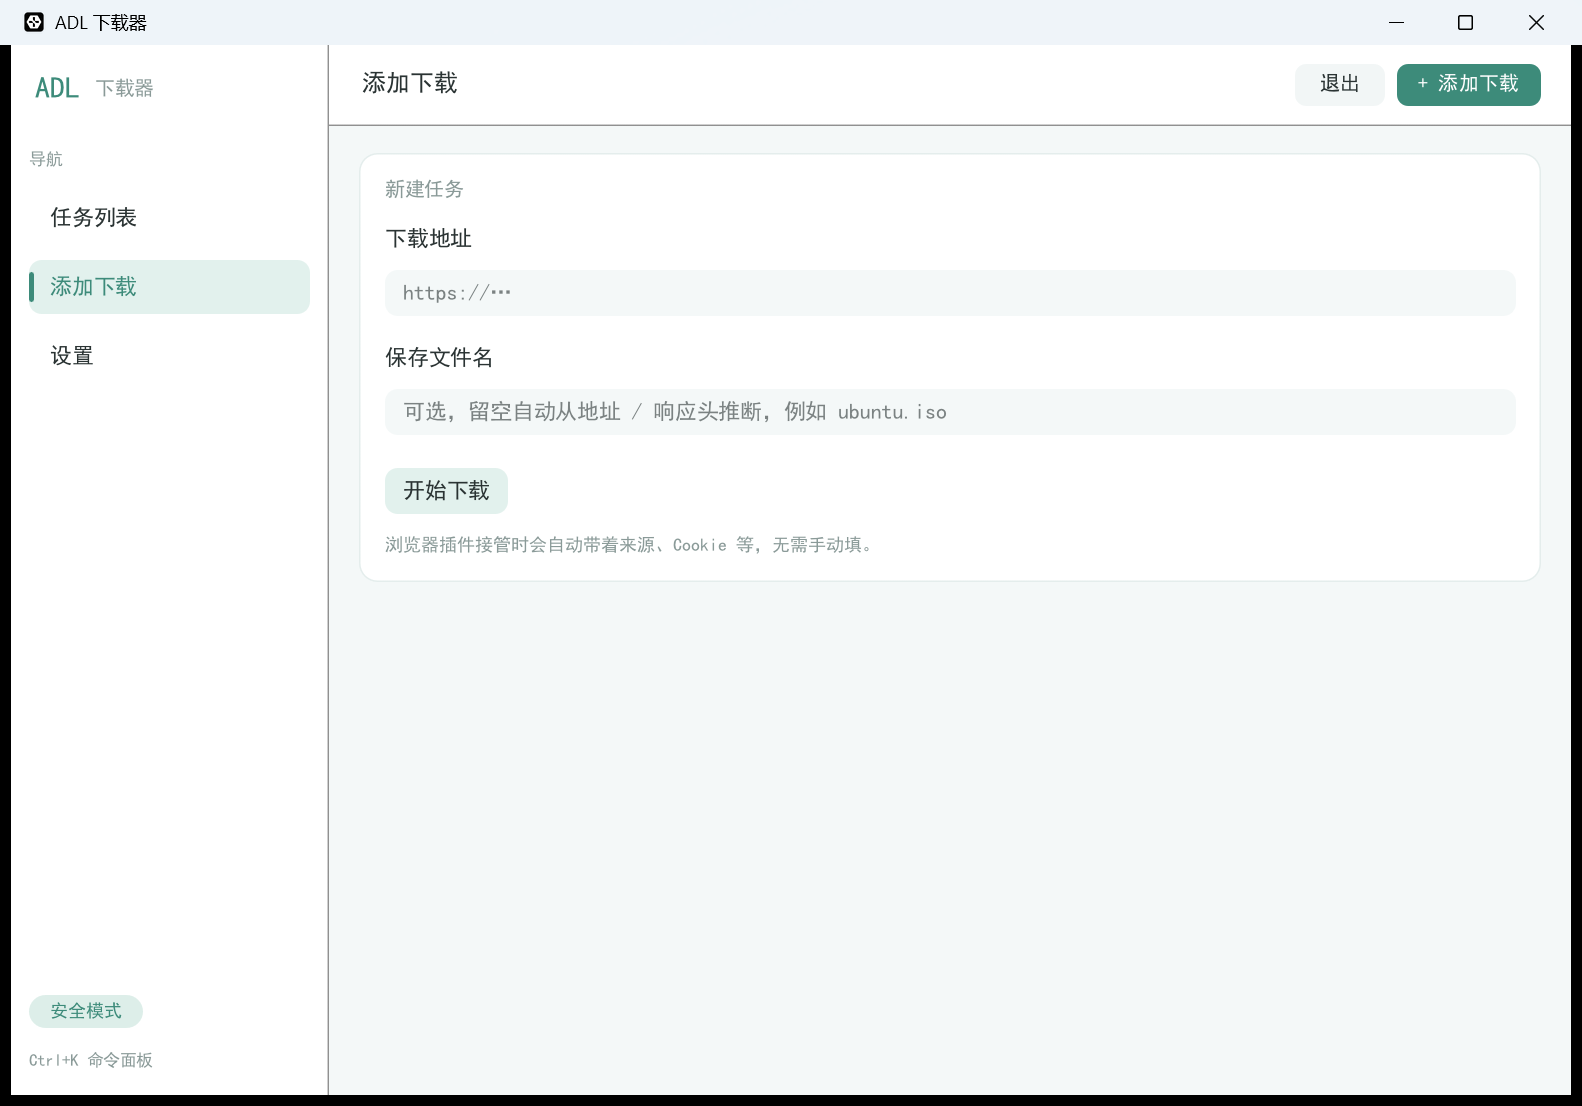 ADL 下载器
ADL 下载器
导航
任务列表
添加下载
设置
安全模式
Ctrl+K 命令面板
添加下载
退出
+ 添加下载
新建任务
下载地址
https://…
保存文件名
可选，留空自动从地址 / 响应头推断，例如 ubuntu.iso
开始下载
浏览器插件接管时会自动带着来源、Cookie 等，无需手动填。